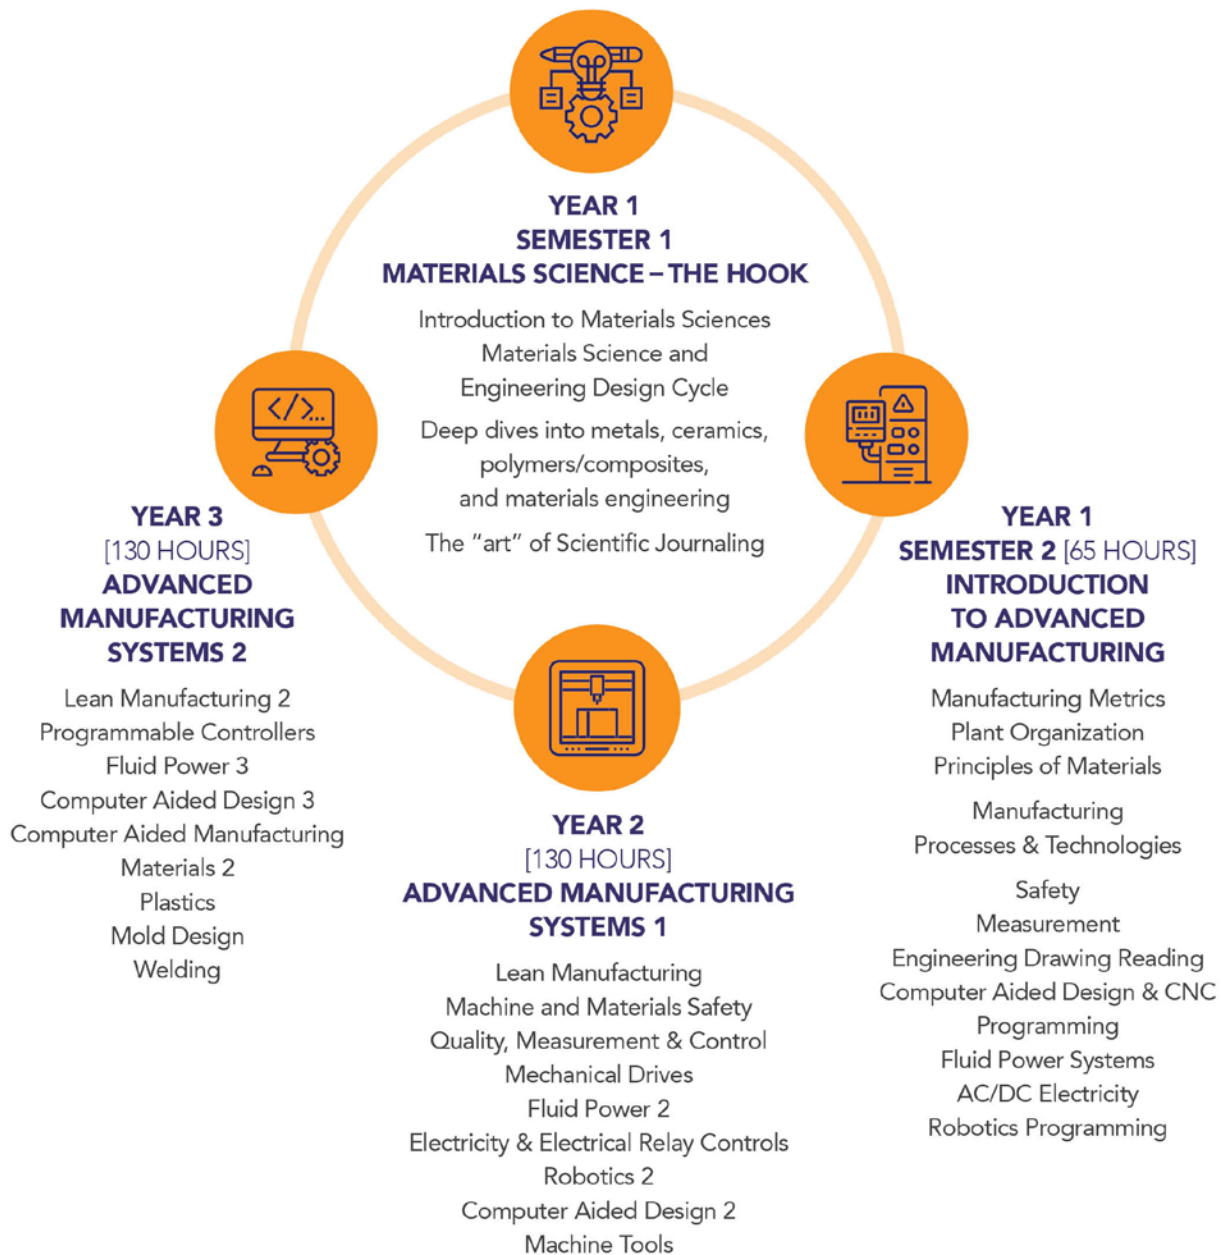 YEAR 1
SEMESTER 1
MATERIALS SCIENCE – THE HOOK
Introduction to Materials Sciences
Materials Science and
Engineering Design Cycle
Deep dives into metals, ceramics,
polymers/composites,
and materials engineering
The “art” of Scientific Journaling
YEAR 1
SEMESTER 2 [65 HOURS]
INTRODUCTION
TO ADVANCED
MANUFACTURING
Manufacturing Metrics
Plant Organization
Principles of Materials
Manufacturing
Processes & Technologies
Safety
Measurement
Engineering Drawing Reading
Computer Aided Design & CNC
Programming
Fluid Power Systems
AC/DC Electricity
Robotics Programming
YEAR 2
[130 HOURS]
ADVANCED MANUFACTURING
SYSTEMS 1
Lean Manufacturing
Machine and Materials Safety
Quality, Measurement & Control
Mechanical Drives
Fluid Power 2
Electricity & Electrical Relay Controls
Robotics 2
Computer Aided Design 2
Machine Tools
</>...
YEAR 3
[130 HOURS]
ADVANCED
MANUFACTURING
SYSTEMS 2
Lean Manufacturing 2
Programmable Controllers
Fluid Power 3
Computer Aided Design 3
Computer Aided Manufacturing
Materials 2
Plastics
Mold Design
Welding